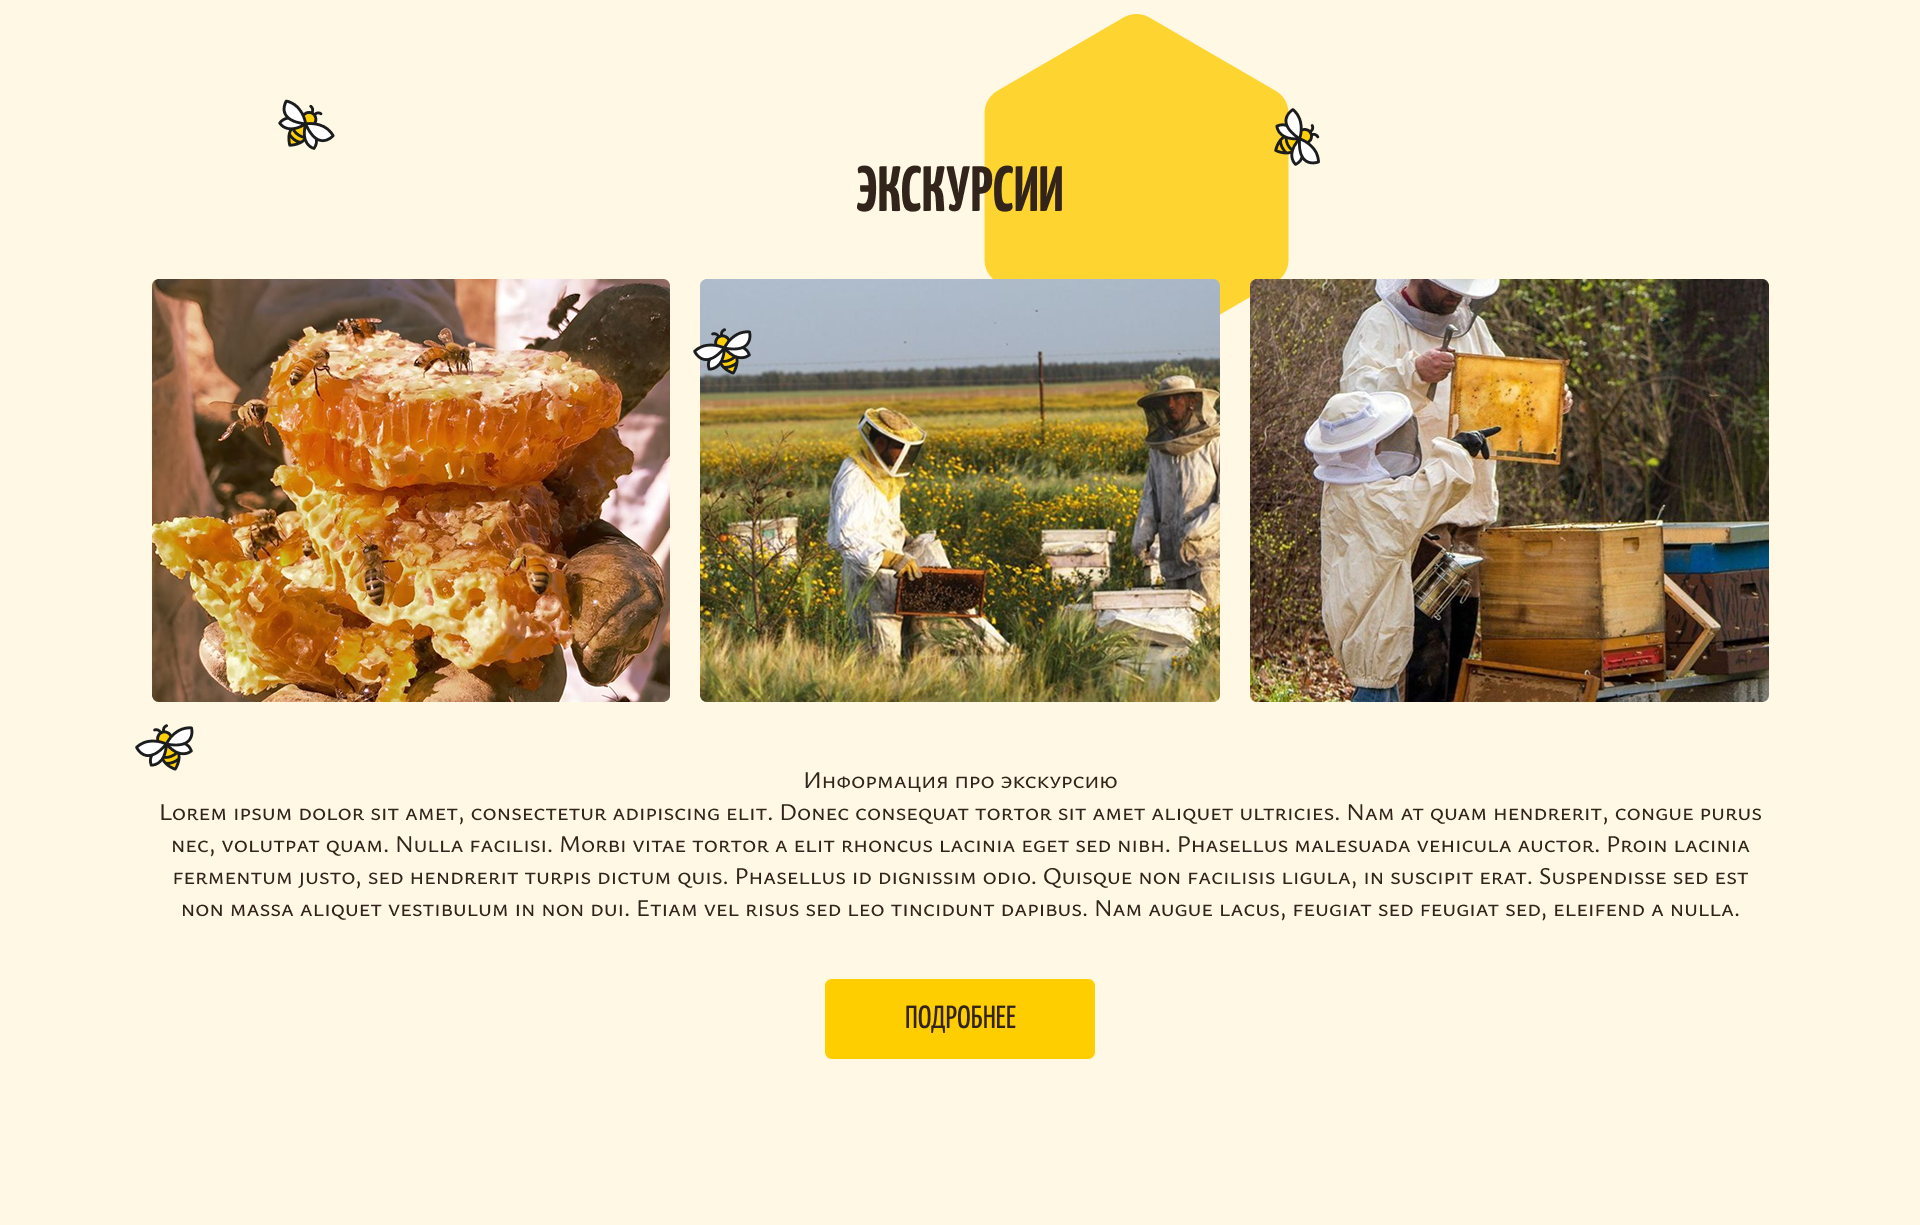 ЭКСКУРСИИ
Информация про экскурсию
Lorem ipsum dolor sit amet, consectetur adipiscing elit. Donec consequat tortor sit amet aliquet ultricies. Nam at quam hendrerit, congue purus
nec, volutpat quam. Nulla facilisi. Morbi vitae tortor a elit rhoncus lacinia eget sed nibh. Phasellus malesuada vehicula auctor. Proin lacinia
fermentum justo, sed hendrerit turpis dictum quis. Phasellus id dignissim odio. Quisque non facilisis ligula, in suscipit erat. Suspendisse sed est
non massa aliquet vestibulum in non dui. Etiam vel risus sed leo tincidunt dapibus. Nam augue lacus, feugiat sed feugiat sed, eleifend a nulla.
ПОДРОБНЕЕ